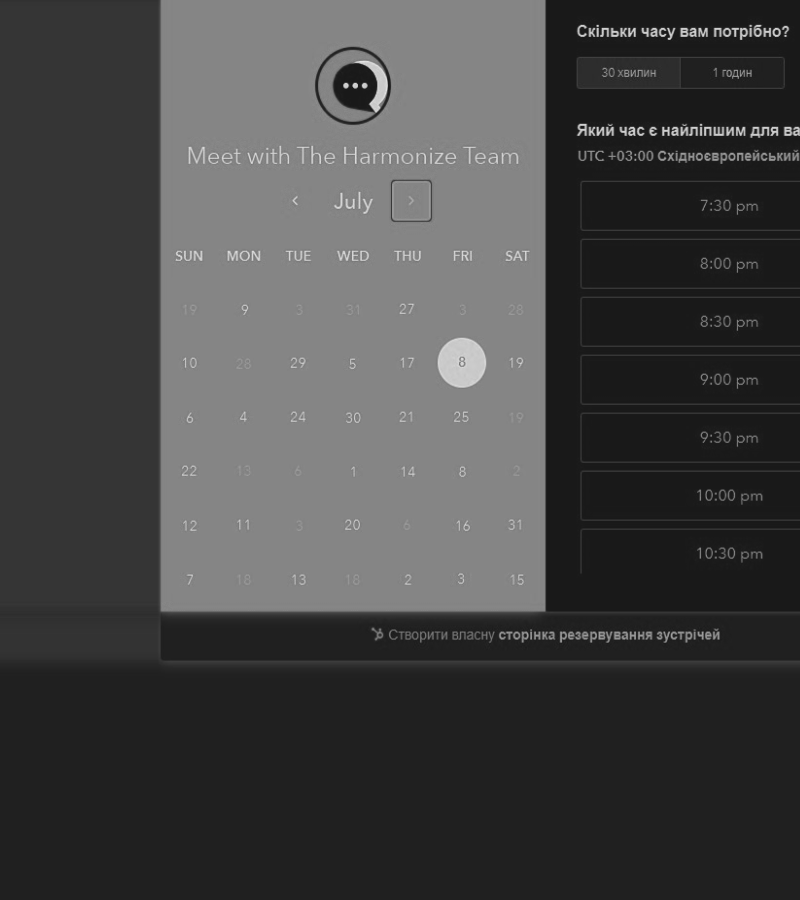 Meet with The Harmonize Team
July
SUN MON TUE WED THU FRI SAT
19 9 3 31 27 3 28
10 28 29 5 17 8 19
6 4 24 30 21 25 19
22 13 6 1 14 8 2
12 11 3 20 6 16 31
7 18 13 18 2 3 15
Скільки часу вам потрібно?
30 хвилин 1 годин
Який час є найліпшим для ва
UTC +03:00 Східноєвропейський
7:30 pm
8:00 pm
8:30 pm
9:00 pm
9:30 pm
10:00 pm
10:30 pm
Створити власну сторінка резервування зустрічей